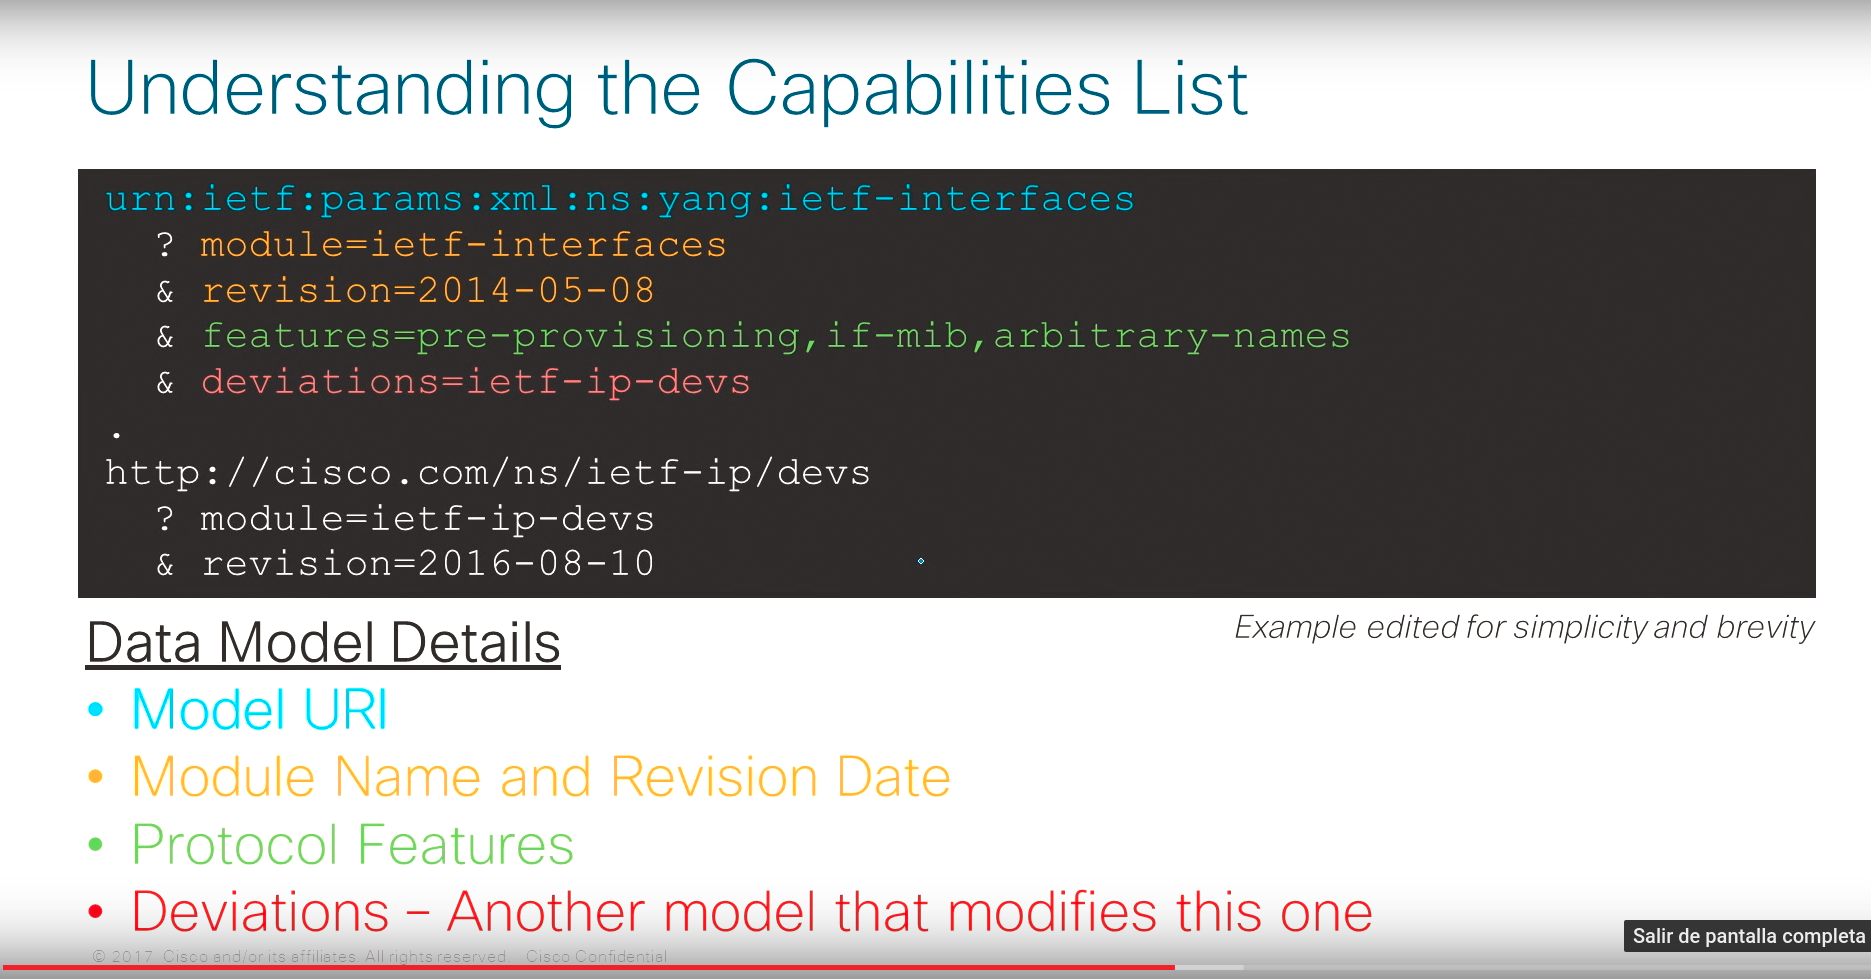 Understanding the Capabilities List
urn:ietf:params:xml:ns:yang:ietf-interfaces
? module=ietf-interfaces
& revision=2014-05-08
& features=pre-provisioning,if-mib,arbitrary-names
& deviations=ietf-ip-devs
.
http://cisco.com/ns/ietf-ip/devs
? module=ietf-ip-devs
& revision=2016-08-10
Example edited for simplicity and brevity
Data Model Details
• Model URI
• Module Name and Revision Date
• Protocol Features
• Deviations – Another model that modifies this one
Salir de pantalla completa
© 2017 Cisco and/or its affiliates. All rights reserved. Cisco Confidential